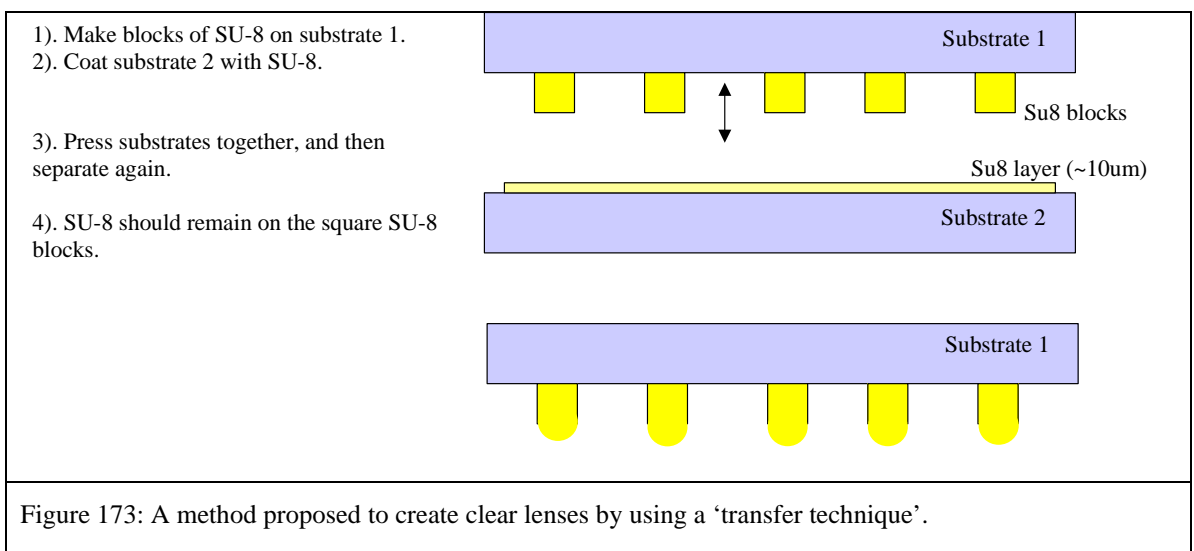 1). Make blocks of SU-8 on substrate 1.
2). Coat substrate 2 with SU-8.
3). Press substrates together, and then
separate again.
4). SU-8 should remain on the square SU-8
blocks.
Substrate 1
Su8 blocks
Su8 layer (~10um)
Substrate 2
Substrate 1
Figure 173: A method proposed to create clear lenses by using a ‘transfer technique’.